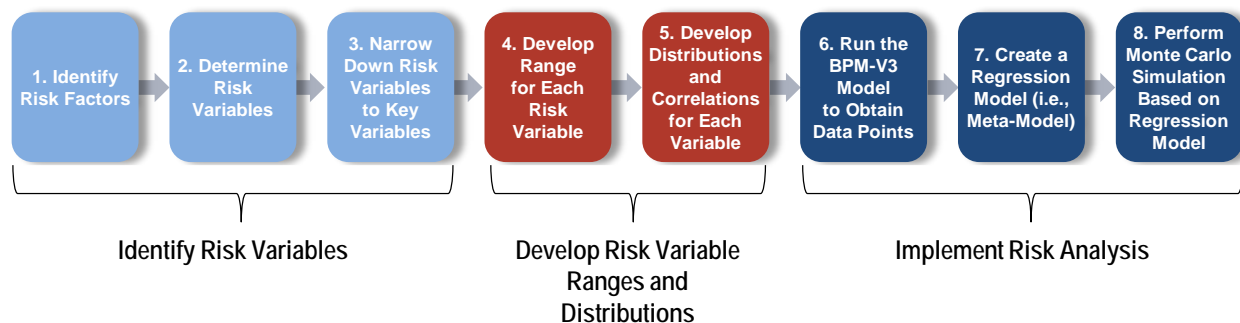 1. Identify
Risk Factors
2. Determine
Risk
Variables
3. Narrow
Down Risk
Variables
to Key
Variables
4. Develop
Range
for Each
Risk
Variable
5. Develop
Distributions
and
Correlations
for Each
Variable
6. Run the
BPM-V3
Model
to Obtain
Data Points
7. Create a
Regression
Model (i.e.,
Meta-Model)
8. Perform
Monte Carlo
Simulation
Based on
Regression
Model
Identify Risk Variables
Develop Risk Variable
Ranges and
Distributions
Implement Risk Analysis